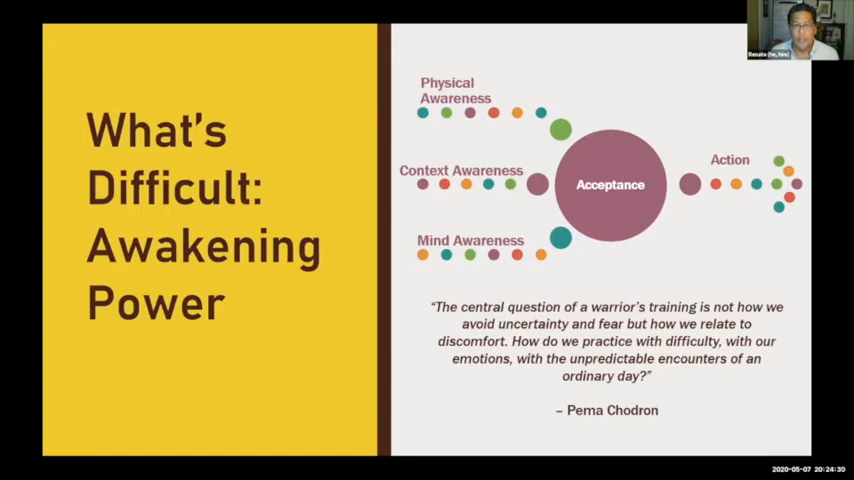 What's
Difficult:
Awakening
Power
Physical
Awareness
Context Awareness
Mind Awareness
Acceptance
Action
“The central question of a warrior’s training is not how we
avoid uncertainty and fear but how we relate to
discomfort. How do we practice with difficulty, with our
emotions, with the unpredictable encounters of an
ordinary day?”
– Pema Chodron
Renato (he, him)
2020-05-07 20:24:30